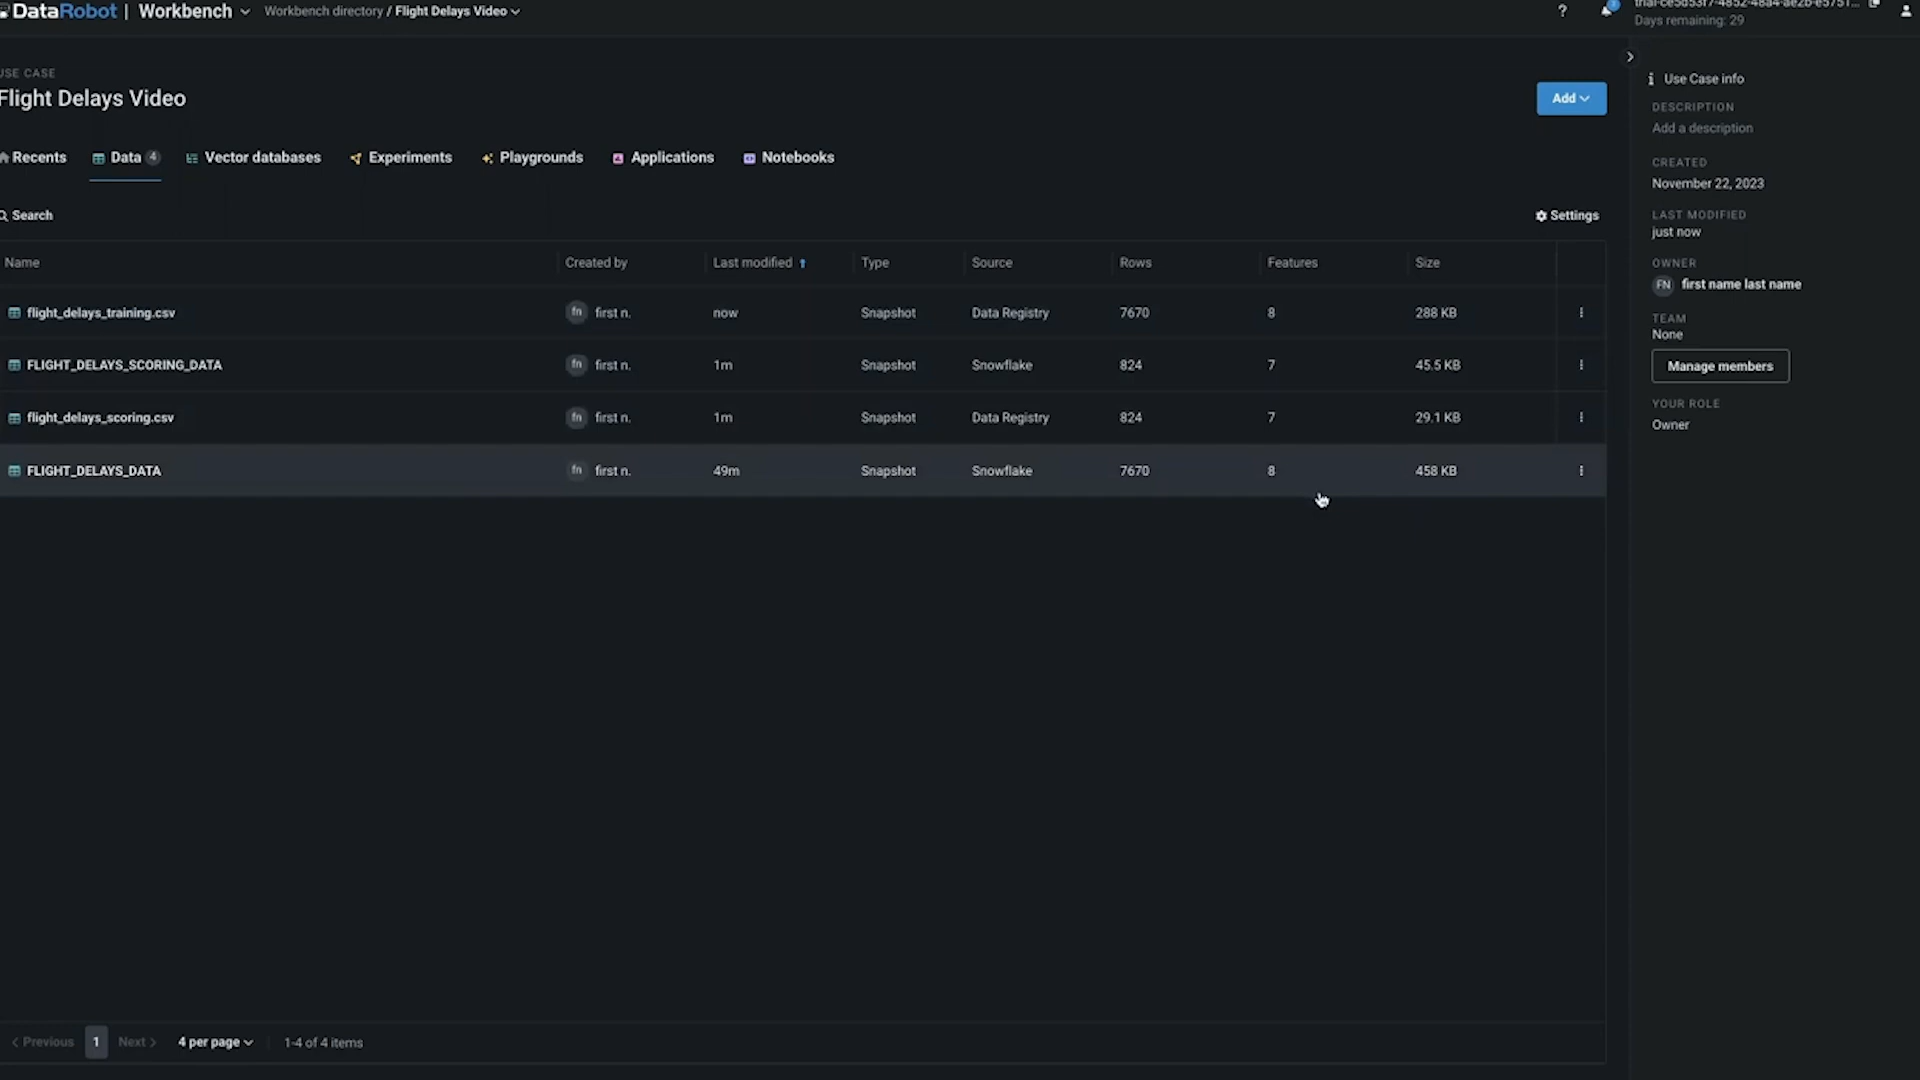 DataRobot | Workbench Workbench directory / Flight Delays Video ? Days remaining: 29
USE CASE
Flight Delays Video
Add
Recents Data 4 Vector databases Experiments Playgrounds Applications Notebooks
Search Settings
Name Created by Last modified Type Source Rows Features Size
flight_delays_training.csv fn first n. now Snapshot Data Registry 7670 8 288 KB
FLIGHT_DELAYS_SCORING_DATA fn first n. 1m Snapshot Snowflake 824 7 45.5 KB
flight_delays_scoring.csv fn first n. 1m Snapshot Data Registry 824 7 29.1 KB
FLIGHT_DELAYS_DATA fn first n. 49m Snapshot Snowflake 7670 8 458 KB
Previous 1 Next 4 per page 1-4 of 4 items
Use Case info
DESCRIPTION
Add a description
CREATED
November 22, 2023
LAST MODIFIED
just now
OWNER
FN first name last name
TEAM
None
Manage members
YOUR ROLE
Owner